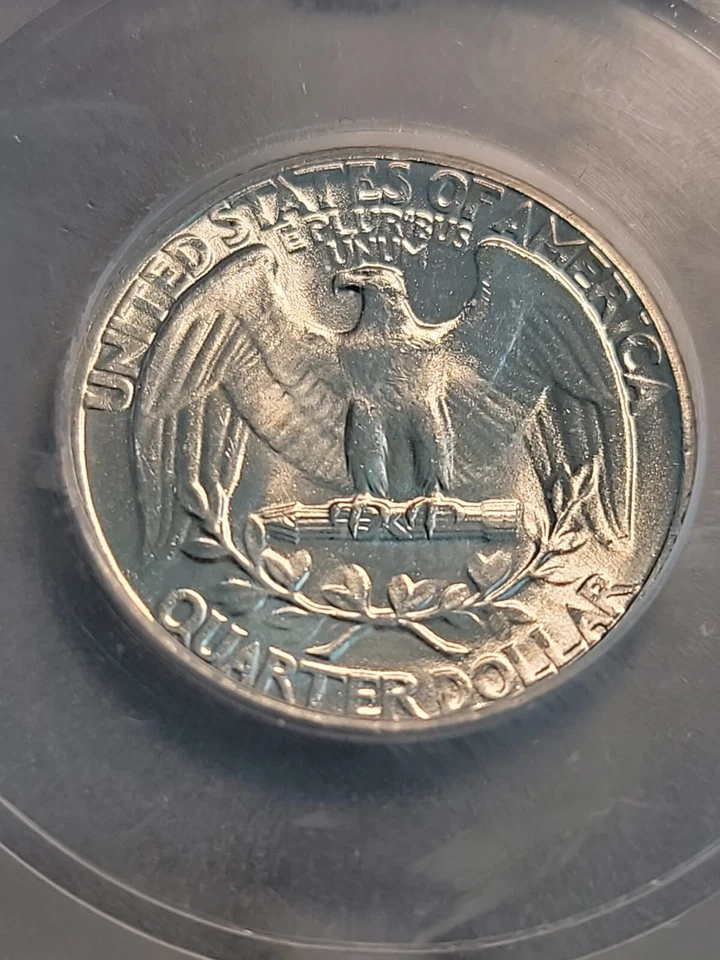 UNITED STATES OF AMERICA
E PLURIBUS
UNUM
QUARTER DOLLAR